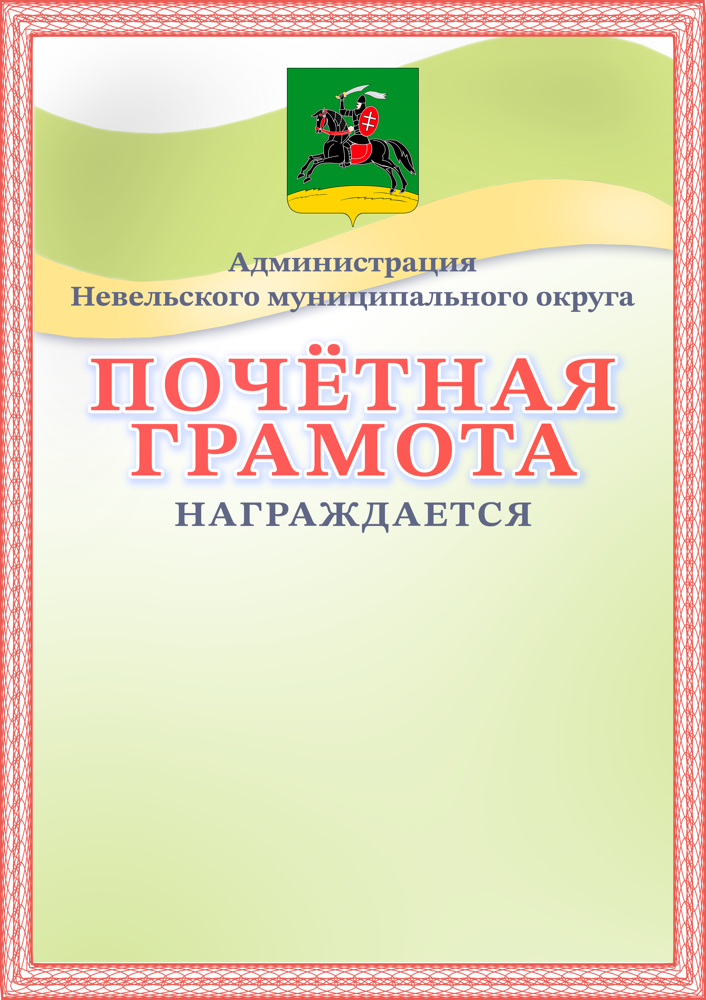 Администрация
Невельского муниципального округа
ПОЧЁТНАЯ
ГРАМОТА
НАГРАЖДАЕТСЯ